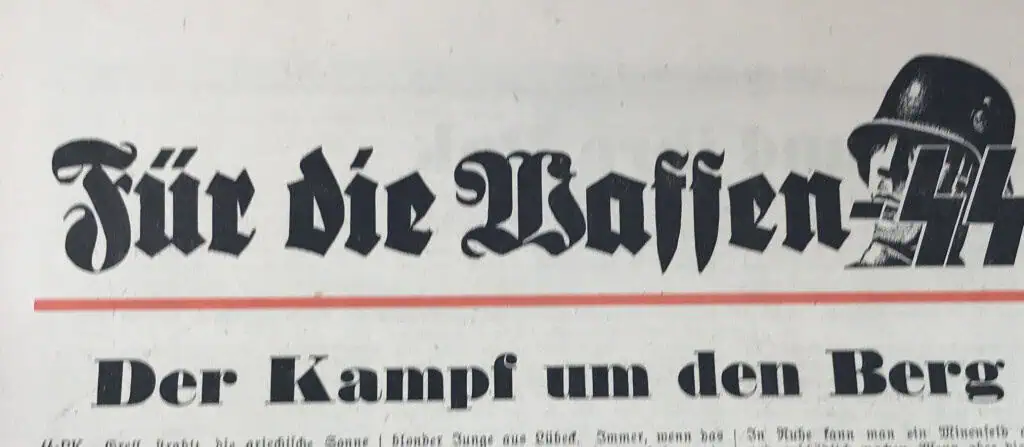 Für die Waffen-SS
Der Kampf um den Berg
die griechische Sonne
blonder Junge aus Lübeck. Immer, wenn das
In Ruhe kann man ein Minenfeld